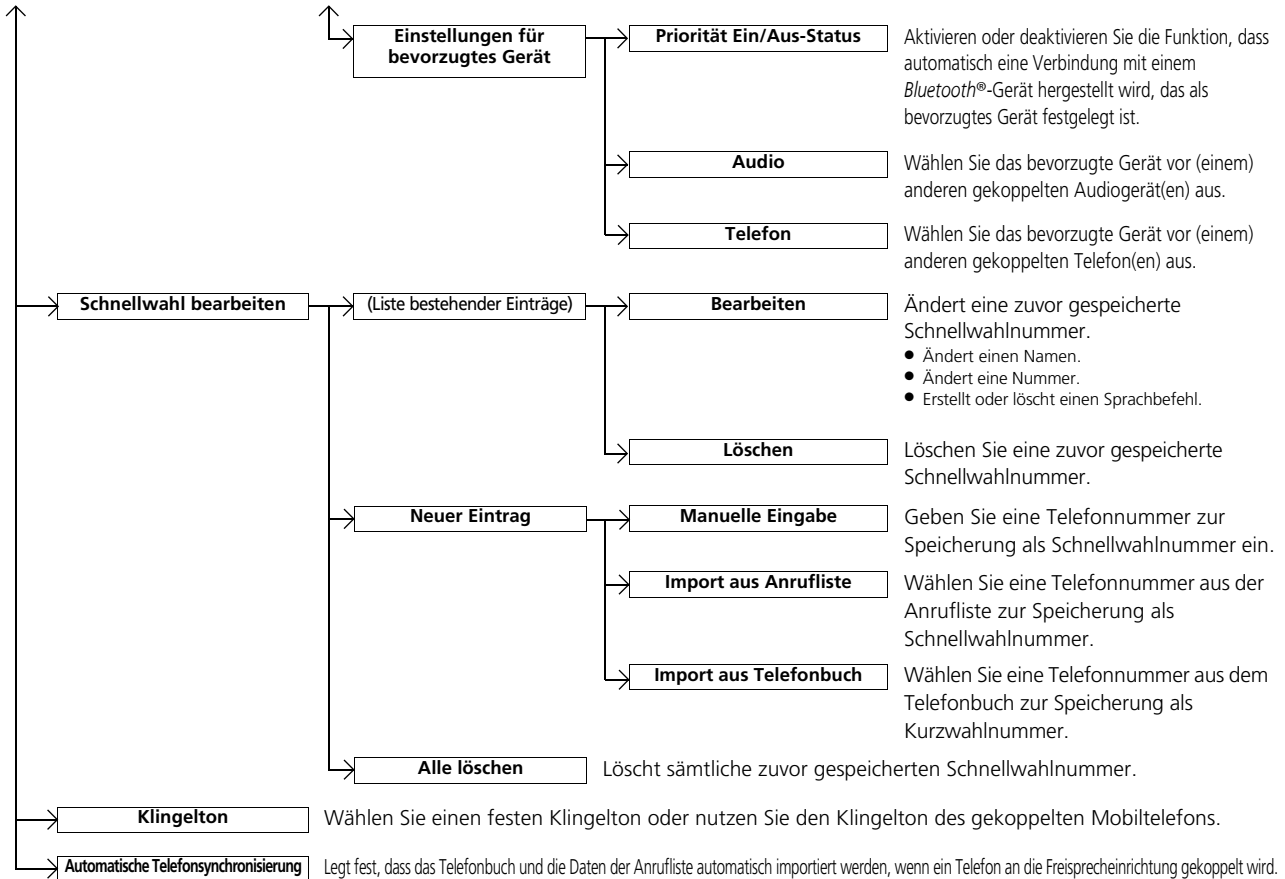 Einstellungen für
bevorzugtes Gerät
Priorität Ein/Aus-Status
Aktivieren oder deaktivieren Sie die Funktion, dass
automatisch eine Verbindung mit einem
Bluetooth®-Gerät hergestellt wird, das als
bevorzugtes Gerät festgelegt ist.
Audio
Wählen Sie das bevorzugte Gerät vor (einem)
anderen gekoppelten Audiogerät(en) aus.
Telefon
Wählen Sie das bevorzugte Gerät vor (einem)
anderen gekoppelten Telefon(en) aus.
Schnellwahl bearbeiten
(Liste bestehender Einträge)
Bearbeiten
Ändert eine zuvor gespeicherte
Schnellwahlnummer.
● Ändert einen Namen.
● Ändert eine Nummer.
● Erstellt oder löscht einen Sprachbefehl.
Löschen
Löschen Sie eine zuvor gespeicherte
Schnellwahlnummer.
Neuer Eintrag
Manuelle Eingabe
Geben Sie eine Telefonnummer zur
Speicherung als Schnellwahlnummer ein.
Import aus Anrufliste
Wählen Sie eine Telefonnummer aus der
Anrufliste zur Speicherung als
Schnellwahlnummer.
Import aus Telefonbuch
Wählen Sie eine Telefonnummer aus dem
Telefonbuch zur Speicherung als
Kurzwahlnummer.
Alle löschen
Löscht sämtliche zuvor gespeicherten Schnellwahlnummer.
Klingelton
Wählen Sie einen festen Klingelton oder nutzen Sie den Klingelton des gekoppelten Mobiltelefons.
Automatische Telefonsynchronisierung
Legt fest, dass das Telefonbuch und die Daten der Anrufliste automatisch importiert werden, wenn ein Telefon an die Freisprecheinrichtung gekoppelt wird.